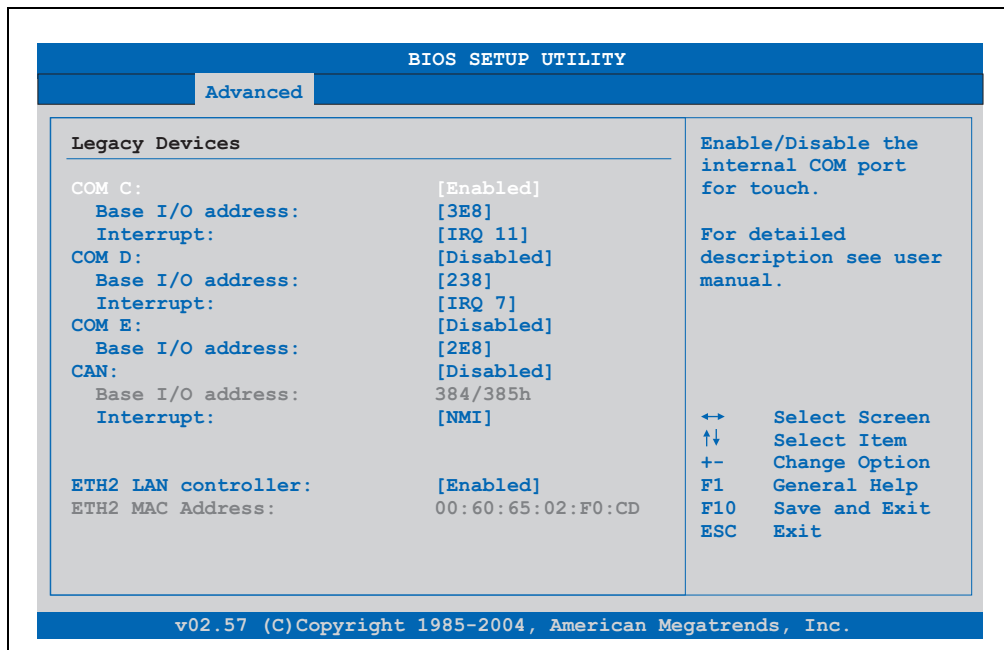 BIOS SETUP UTILITY
Advanced
Legacy Devices
COM C: [Enabled]
Base I/O address: [3E8]
Interrupt: [IRQ 11]
COM D: [Disabled]
Base I/O address: [238]
Interrupt: [IRQ 7]
COM E: [Disabled]
Base I/O address: [2E8]
CAN: [Disabled]
Base I/O address: 384/385h
Interrupt: [NMI]
ETH2 LAN controller: [Enabled]
ETH2 MAC Address: 00:60:65:02:F0:CD
Enable/Disable the
internal COM port
for touch.
For detailed
description see user
manual.
↔ Select Screen
↑↓ Select Item
+- Change Option
F1 General Help
F10 Save and Exit
ESC Exit
v02.57 (C)Copyright 1985-2004, American Megatrends, Inc.